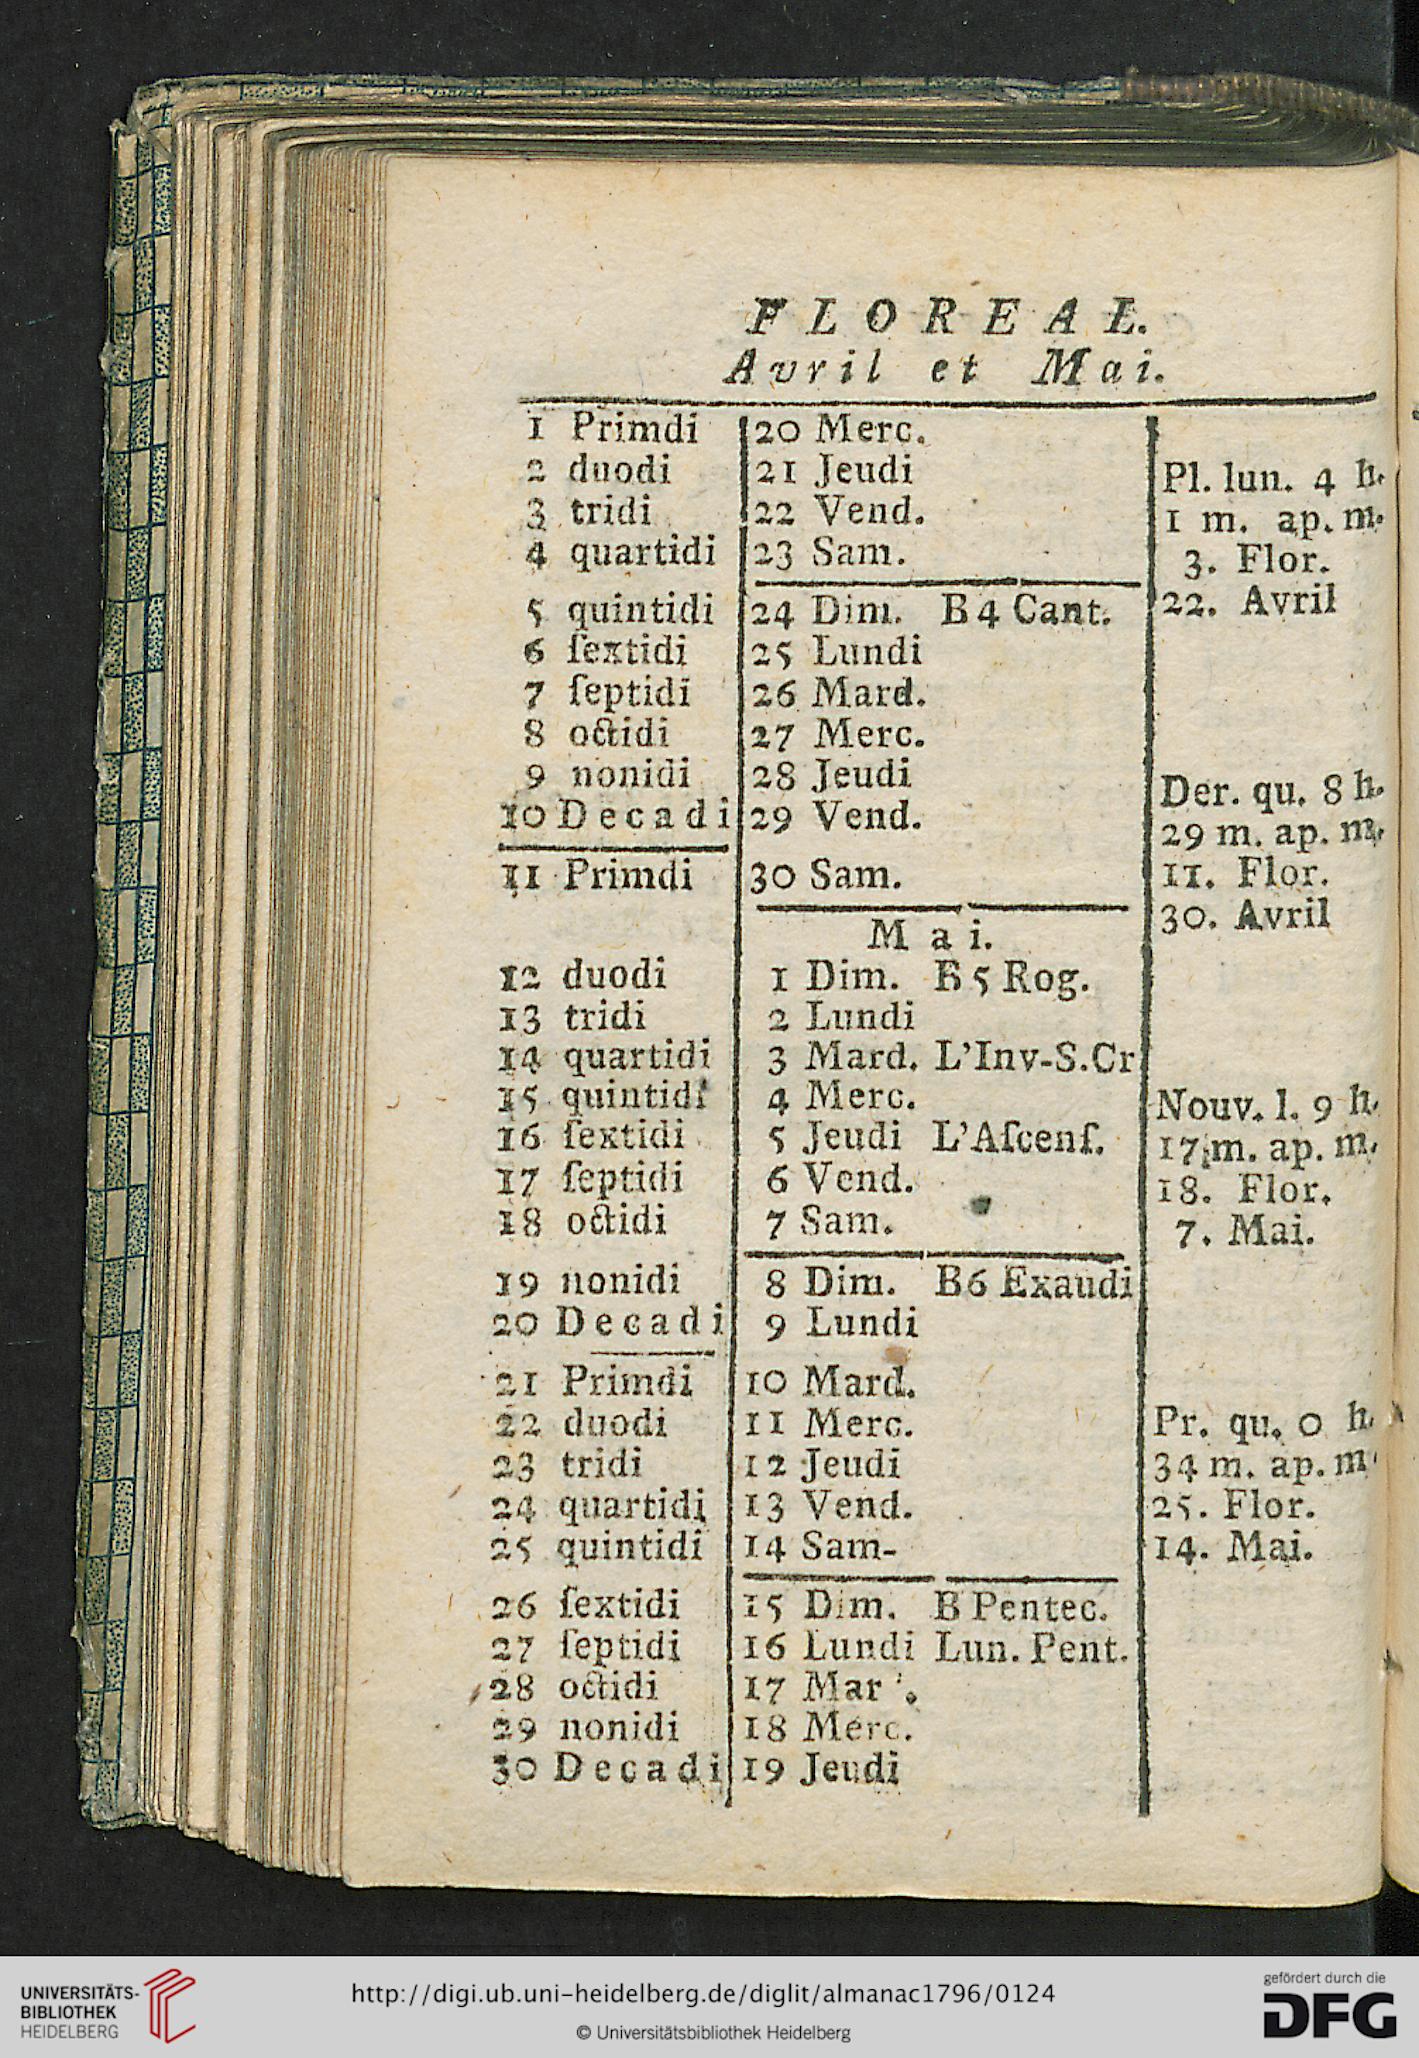 FLOREAL.
Avril et Mai.
1 Primdi 20 Merc.
2 duodi 21 Jeudi
3 tridi 22 Vend.
4 quartidi 23 Sam.
5 quintidi 24 Dim. B 4 Cant.
6 ſextidi 25 Lundi
7 ſeptidi 26 Mard.
8 octidi 27 Merc.
9 nonidi 28 Jeudi
10 Decadi 29 Vend.
11 Primdi 30 Sam.
Mai.
12 duodi 1 Dim. B 5 Rog.
13 tridi 2 Lundi
14 quartidi 3 Mard. L'Inv-S.Cr
15 quintidi 4 Merc.
16 ſextidi 5 Jeudi L'Aſcenſ.
17 ſeptidi 6 Vend.
18 octidi 7 Sam.
19 nonidi 8 Dim. B6 Exaudi
20 Decadi 9 Lundi
21 Primdi 10 Mard.
22 duodi 11 Merc.
23 tridi 12 Jeudi
24 quartidi 13 Vend.
25 quintidi 14 Sam-
26 ſextidi 15 Dim. B Pentec.
27 ſeptidi 16 Lundi Lun. Pent.
28 octidi 17 Mar.
29 nonidi 18 Merc.
30 Decadi 19 Jeudi
Pl. lun. 4 h.
1 m. ap. m.
3. Flor.
22. Avril
Der. qu. 8 h.
29 m. ap. m.
11. Flor.
30. Avril
Nouv. l. 9 h.
17 m. ap. m.
18. Flor.
7. Mai.
Pr. qu. 0 h.
34 m. ap. m.
25. Flor.
14. Mai.
UNIVERSITÄTS-
BIBLIOTHEK
HEIDELBERG
http://digi.ub.uni-heidelberg.de/diglit/almanac1796/0124
© Universitätsbibliothek Heidelberg
gefördert durch die
DFG